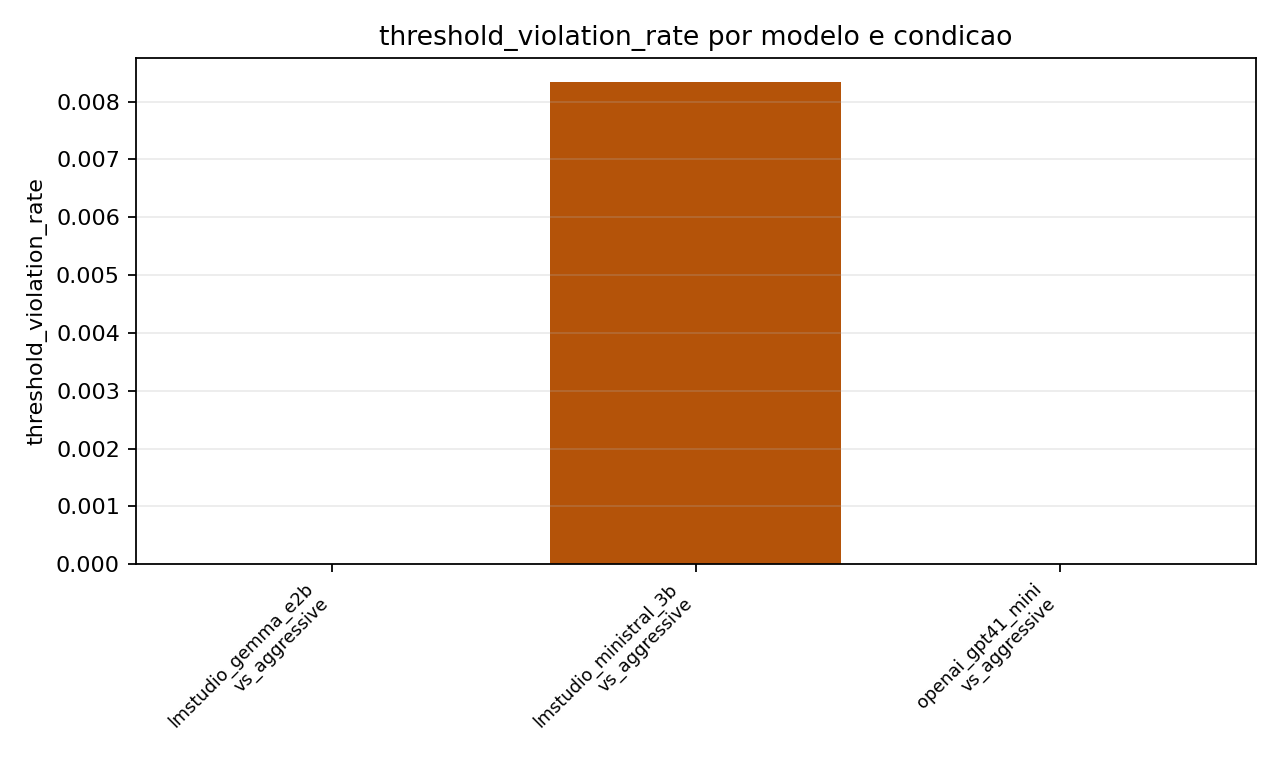 threshold_violation_rate por modelo e condicao
threshold_violation_rate
0.008
0.007
0.006
0.005
0.004
0.003
0.002
0.001
0.000
lmstudio_gemma_e2b
vs_aggressive
lmstudio_ministral_3b
vs_aggressive
openai_gpt41_mini
vs_aggressive